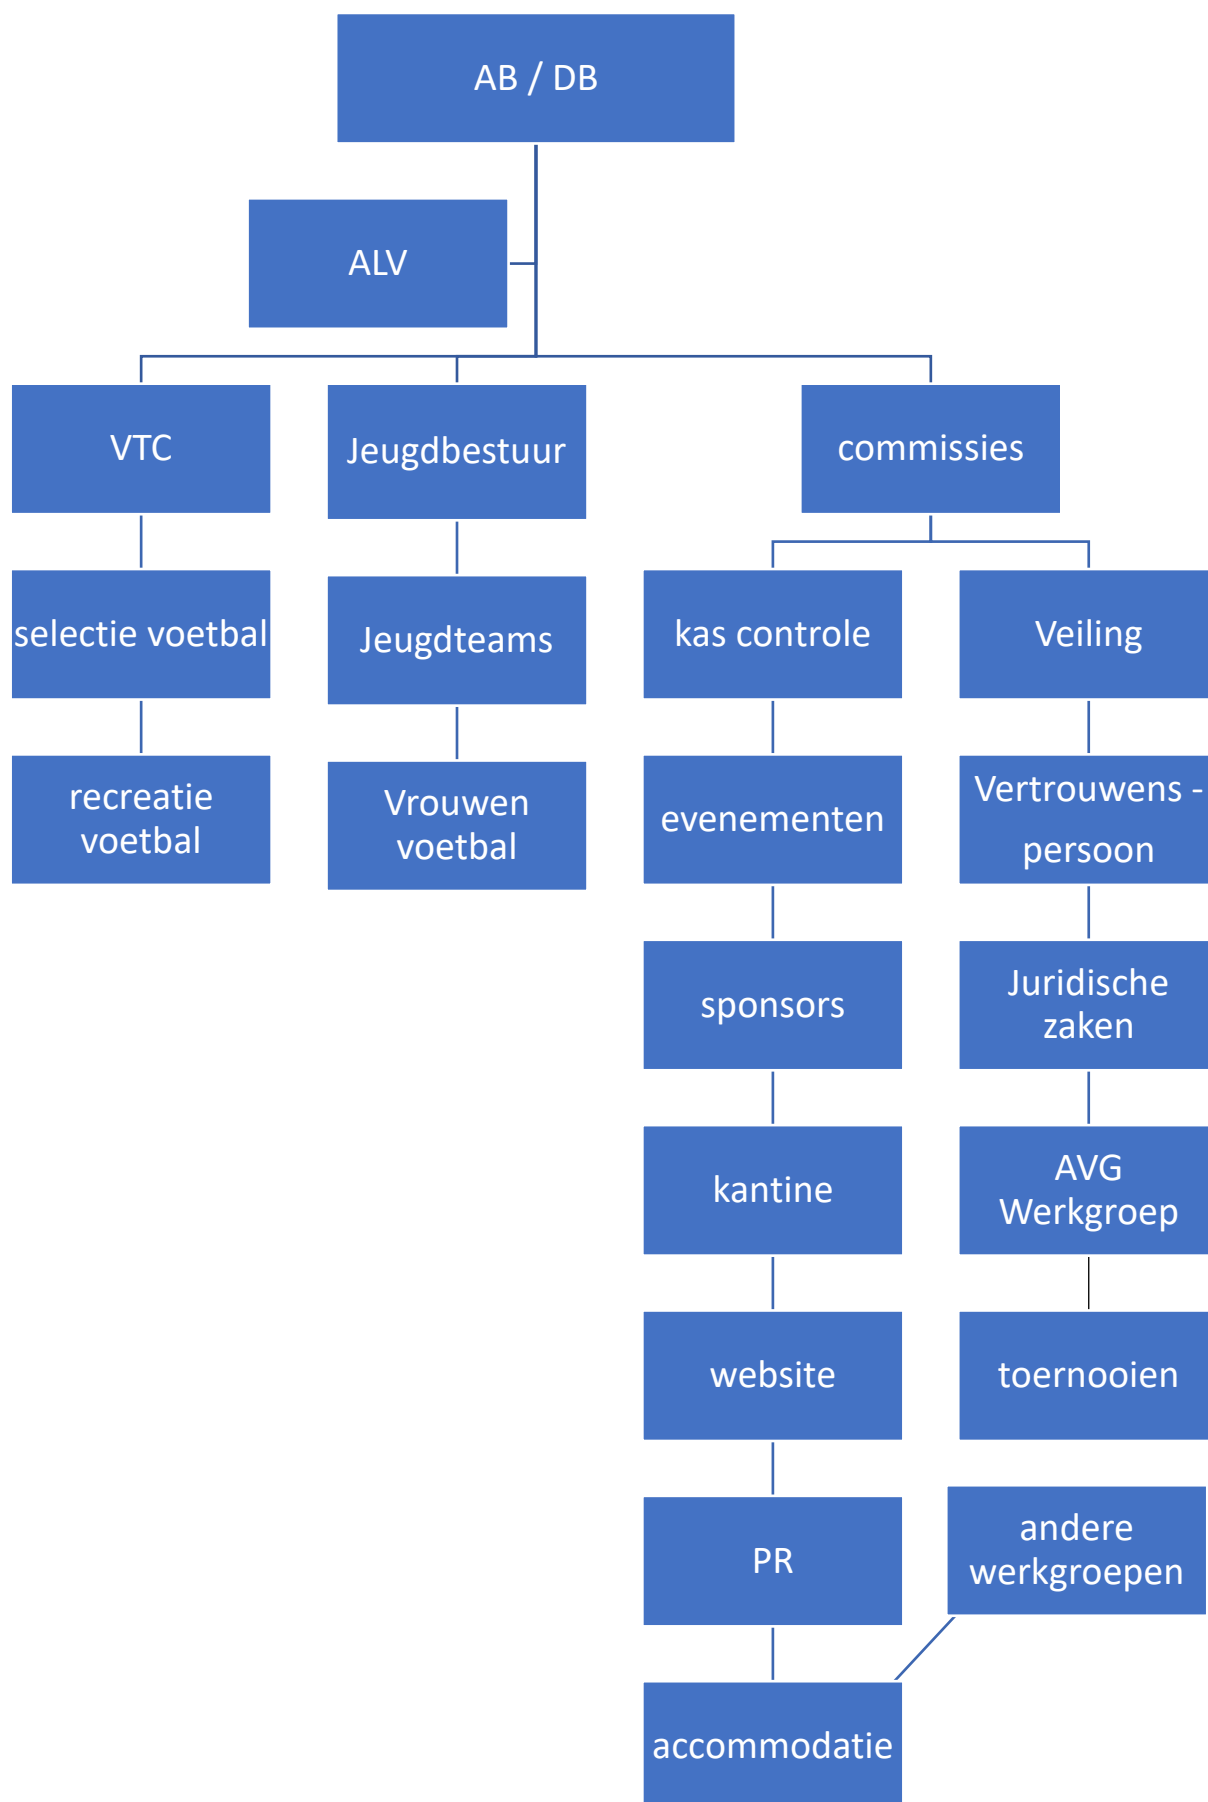 AB / DB
ALV
VTC
Jeugdbestuur
commissies
selectie voetbal
Jeugdteams
kas controle
Veiling
recreatie
voetbal
Vrouwen
voetbal
evenementen
Vertrouwens -
persoon
sponsors
Juridische
zaken
kantine
AVG
Werkgroep
website
toernooien
PR
andere
werkgroepen
accommodatie